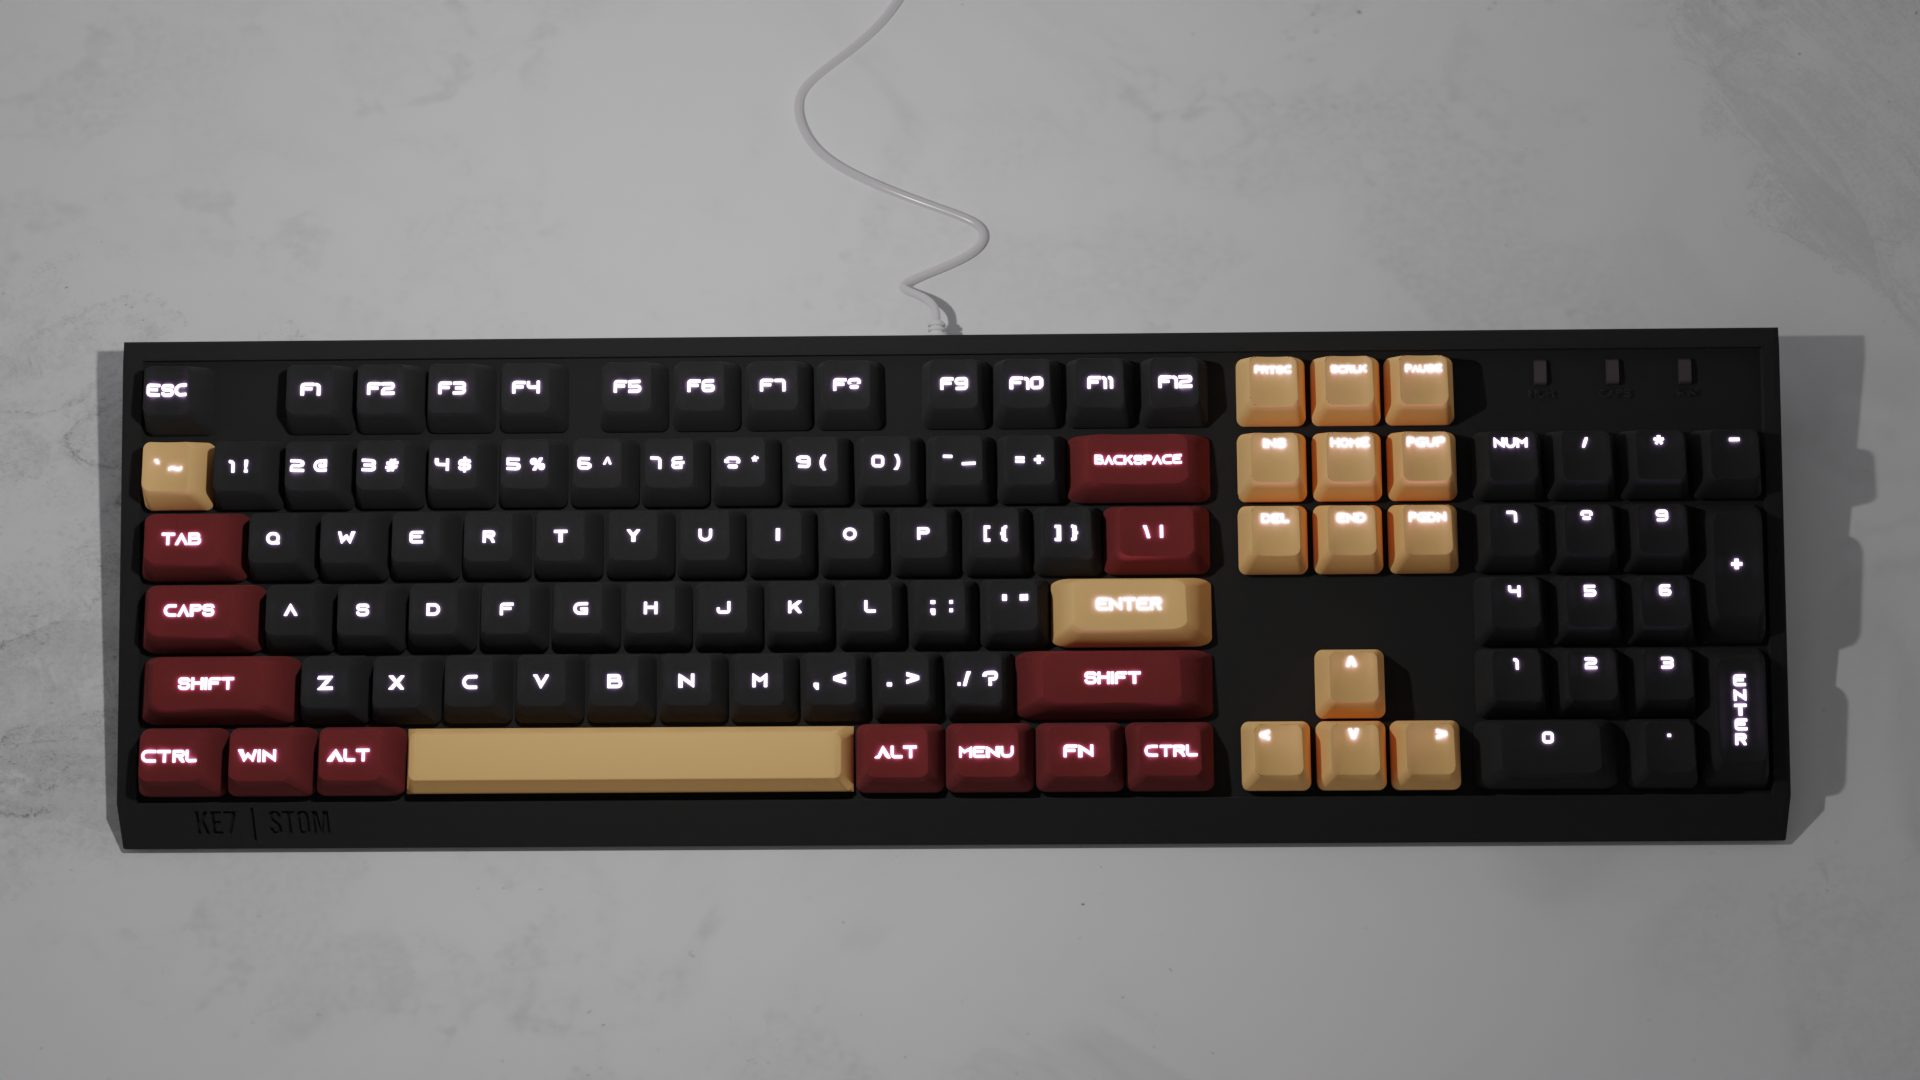 ESC F1 F2 F3 F4 F5 F6 F7 F8 F9 F10 F11 F12 PRTSC SCRLK PAUSE
` ~ 1 ! 2 @ 3 # 4 $ 5 % 6 ^ 7 & 8 * 9 ( 0 ) - _ = + BACKSPACE INS HOME PGUP NUM / * -
TAB Q W E R T Y U I O P [ { ] } \ | DEL END PGDN 7 8 9 +
CAPS A S D F G H J K L ; : ' " ENTER 4 5 6
SHIFT Z X C V B N M , < . > / ? SHIFT ʌ 1 2 3 ENTER
CTRL WIN ALT ALT MENU FN CTRL < v > 0 .
KE7 | STOM